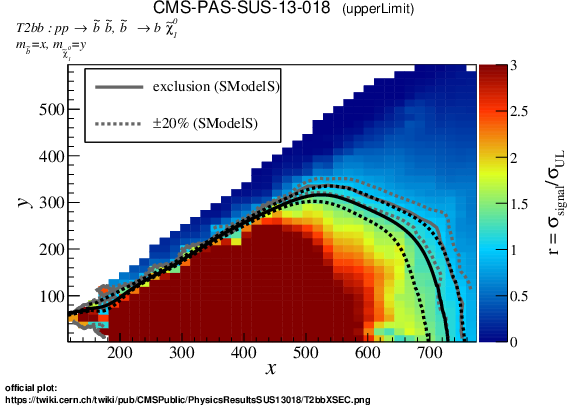 CMS-PAS-SUS-13-018 (upperLimit)
T2bb : pp → b̃ b̃, b̃ → b χ̃₁⁰
m_b̃=x, m_χ̃₁⁰=y
exclusion (SModelS)
±20% (SModelS)
500
400
300
200
100
y
200 300 400 500 600 700
x
3
2.5
2
1.5
1
0.5
0
r = σ_signal/σ_UL
official plot:
https://twiki.cern.ch/twiki/pub/CMSPublic/PhysicsResultsSUS13018/T2bbXSEC.png